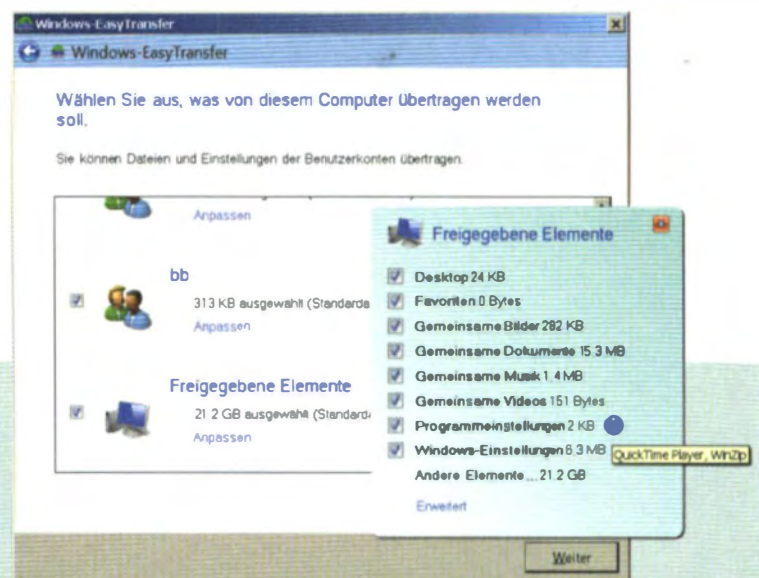 Windows-EasyTransfer
Windows-EasyTransfer
Wählen Sie aus, was von diesem Computer übertragen werden
soll.
Sie können Dateien und Einstellungen der Benutzerkonten übertragen.
Anpassen
bb
313 KB ausgewählt (Standarda
Anpassen
Freigegebene Elemente
21.2 GB ausgewählt (Standarda
Anpassen
Freigegebene Elemente
Desktop 24 KB
Favoriten 0 Bytes
Gemeinsame Bilder 282 KB
Gemeinsame Dokumente 15.3 MB
Gemeinsame Musik 1.4 MB
Gemeinsame Videos 151 Bytes
Programmeinstellungen 2 KB
Windows-Einstellungen 6.3 MB
QuickTime Player, WinZip
Andere Elemente... 21.2 GB
Erweitert
Weiter